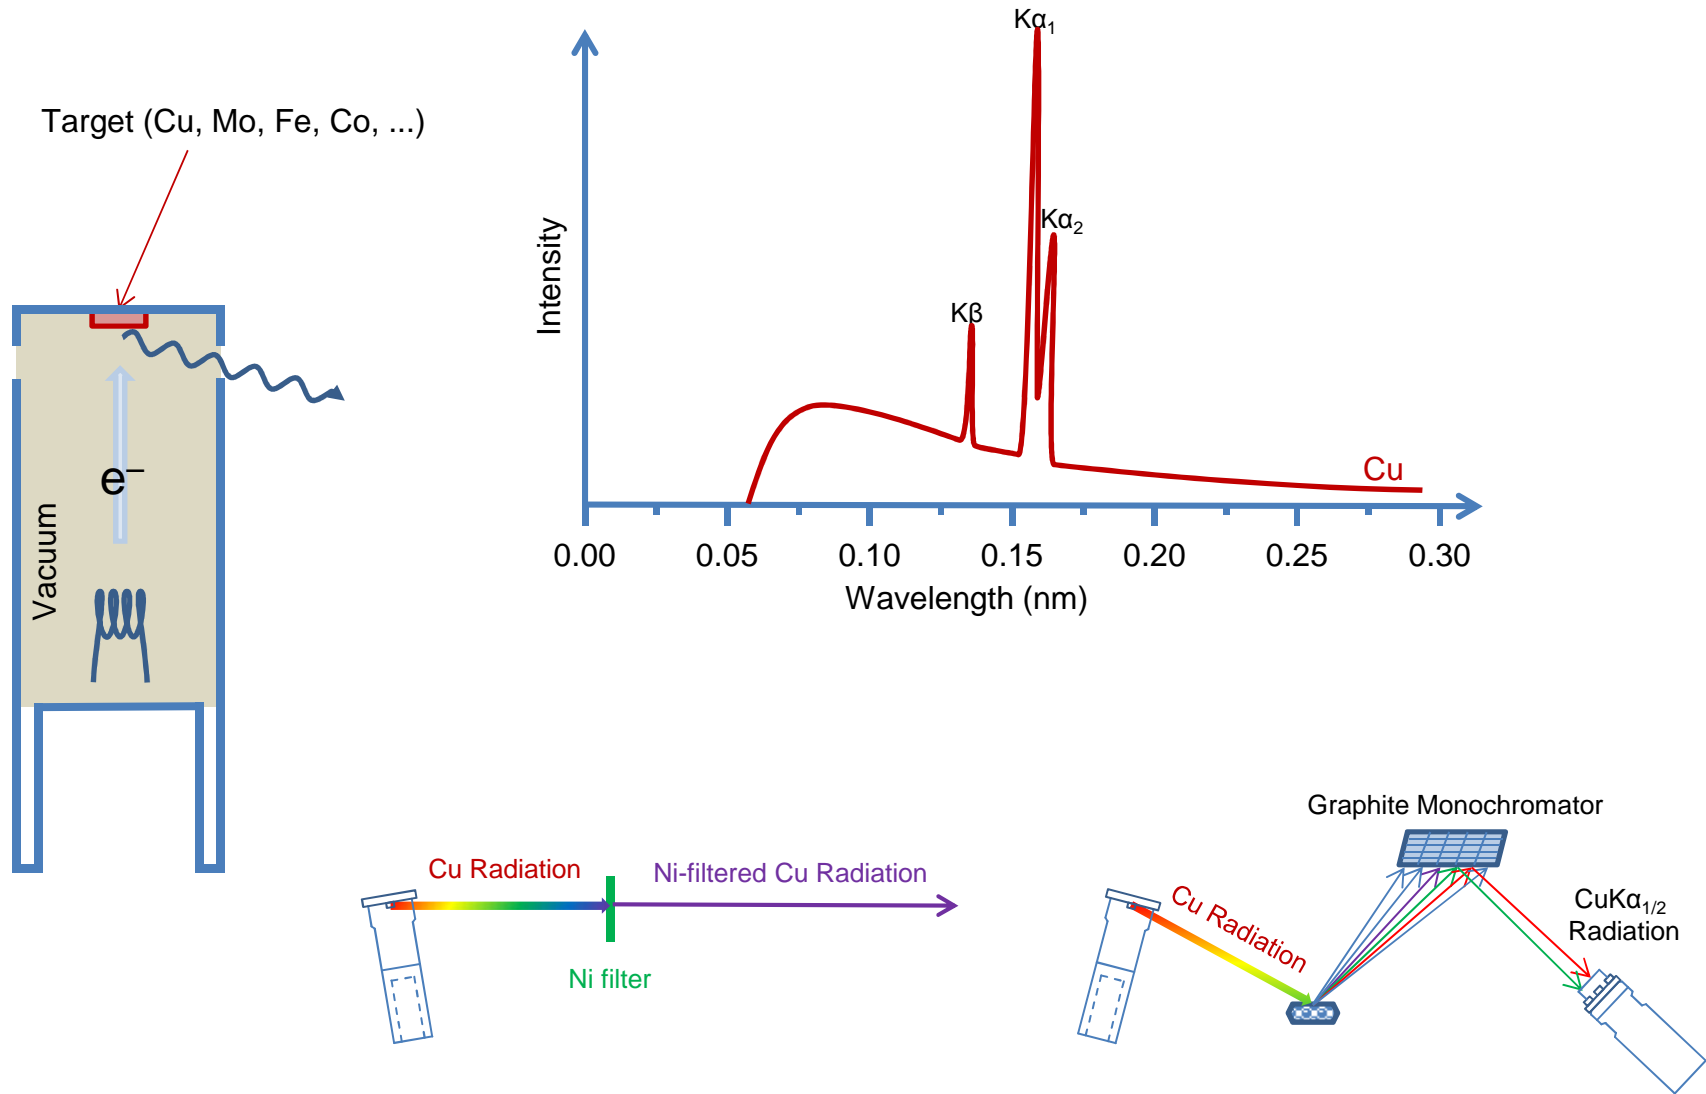 Target (Cu, Mo, Fe, Co, ...)
e⁻
Vacuum
Intensity
Kβ
Kα₁
Kα₂
Cu
0.00 0.05 0.10 0.15 0.20 0.25 0.30
Wavelength (nm)
Cu Radiation
Ni-filtered Cu Radiation
Ni filter
Graphite Monochromator
Cu Radiation
CuKα₁/₂
Radiation